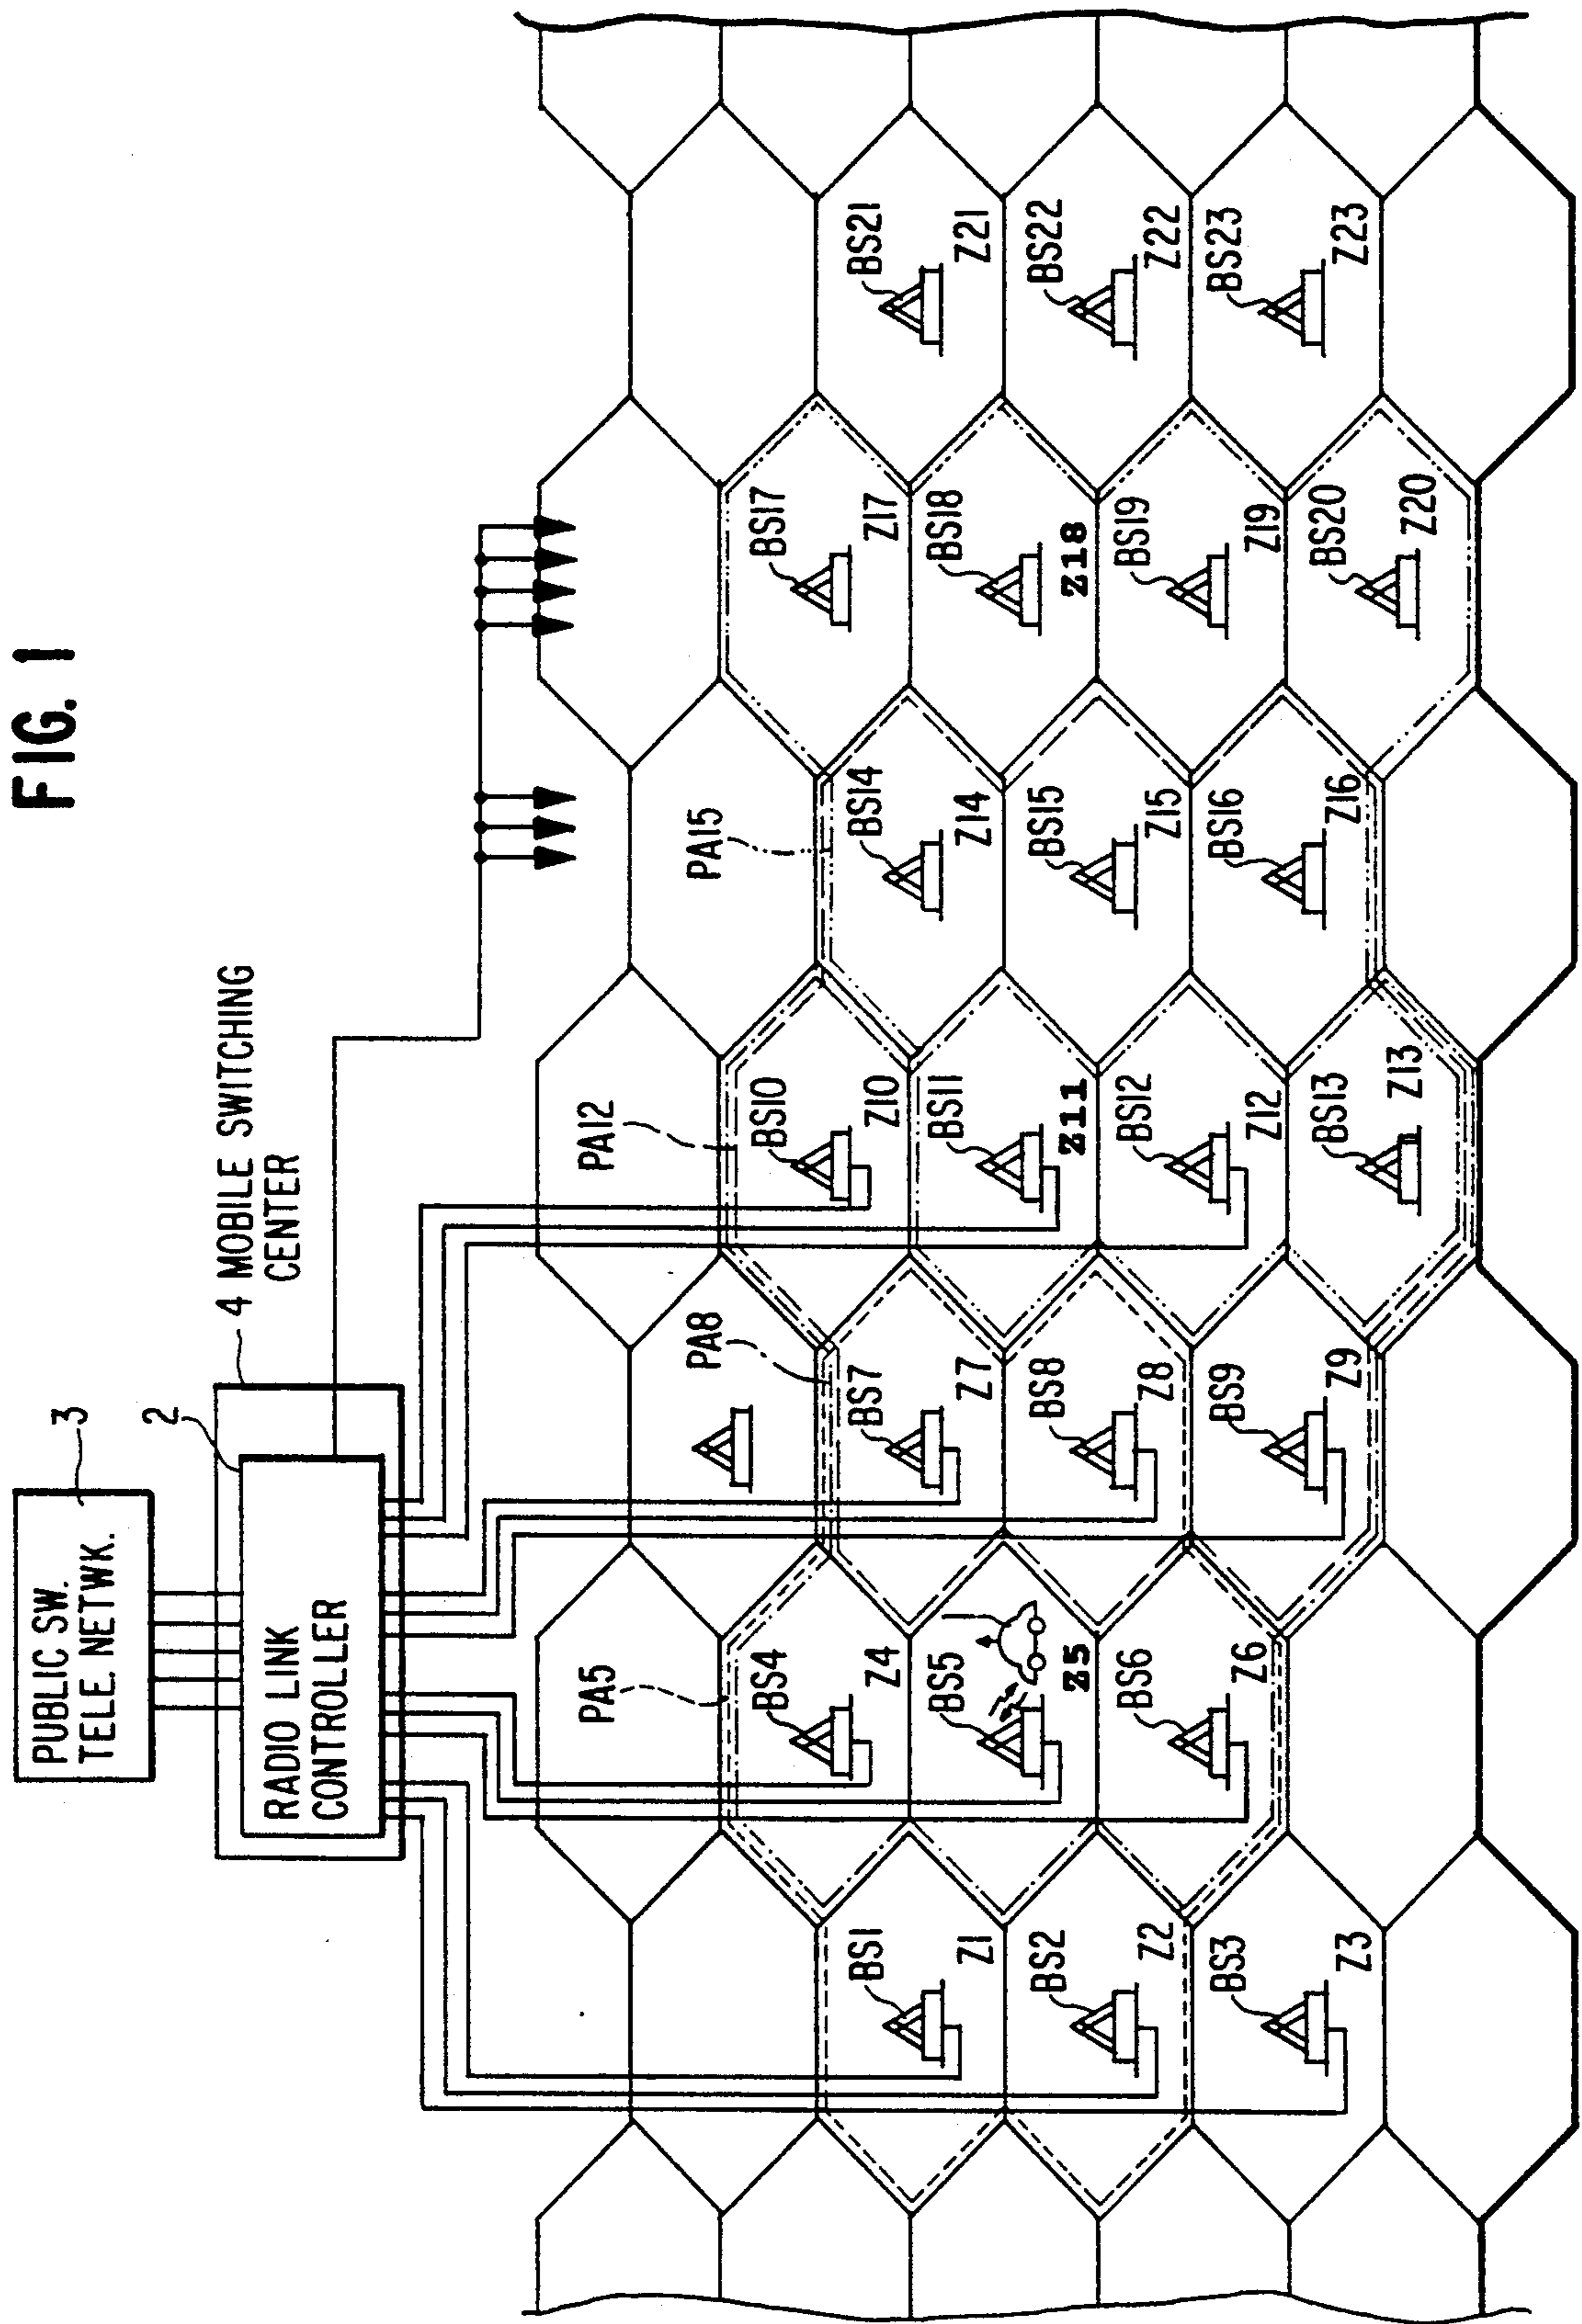 FIG. 1
PUBLIC SW.
TELE. NETWK.
3
2
RADIO LINK
CONTROLLER
4 MOBILE SWITCHING
CENTER
PA5
PA8
PA12
PA15
BS1
Z1
BS2
Z2
BS3
Z3
BS4
Z4
BS5
Z5
BS6
Z6
BS7
Z7
BS8
Z8
BS9
Z9
BS10
Z10
BS11
Z11
BS12
Z12
BS13
Z13
BS14
Z14
BS15
Z15
BS16
Z16
BS17
Z17
BS18
Z18
BS19
Z19
BS20
Z20
BS21
Z21
BS22
Z22
BS23
Z23